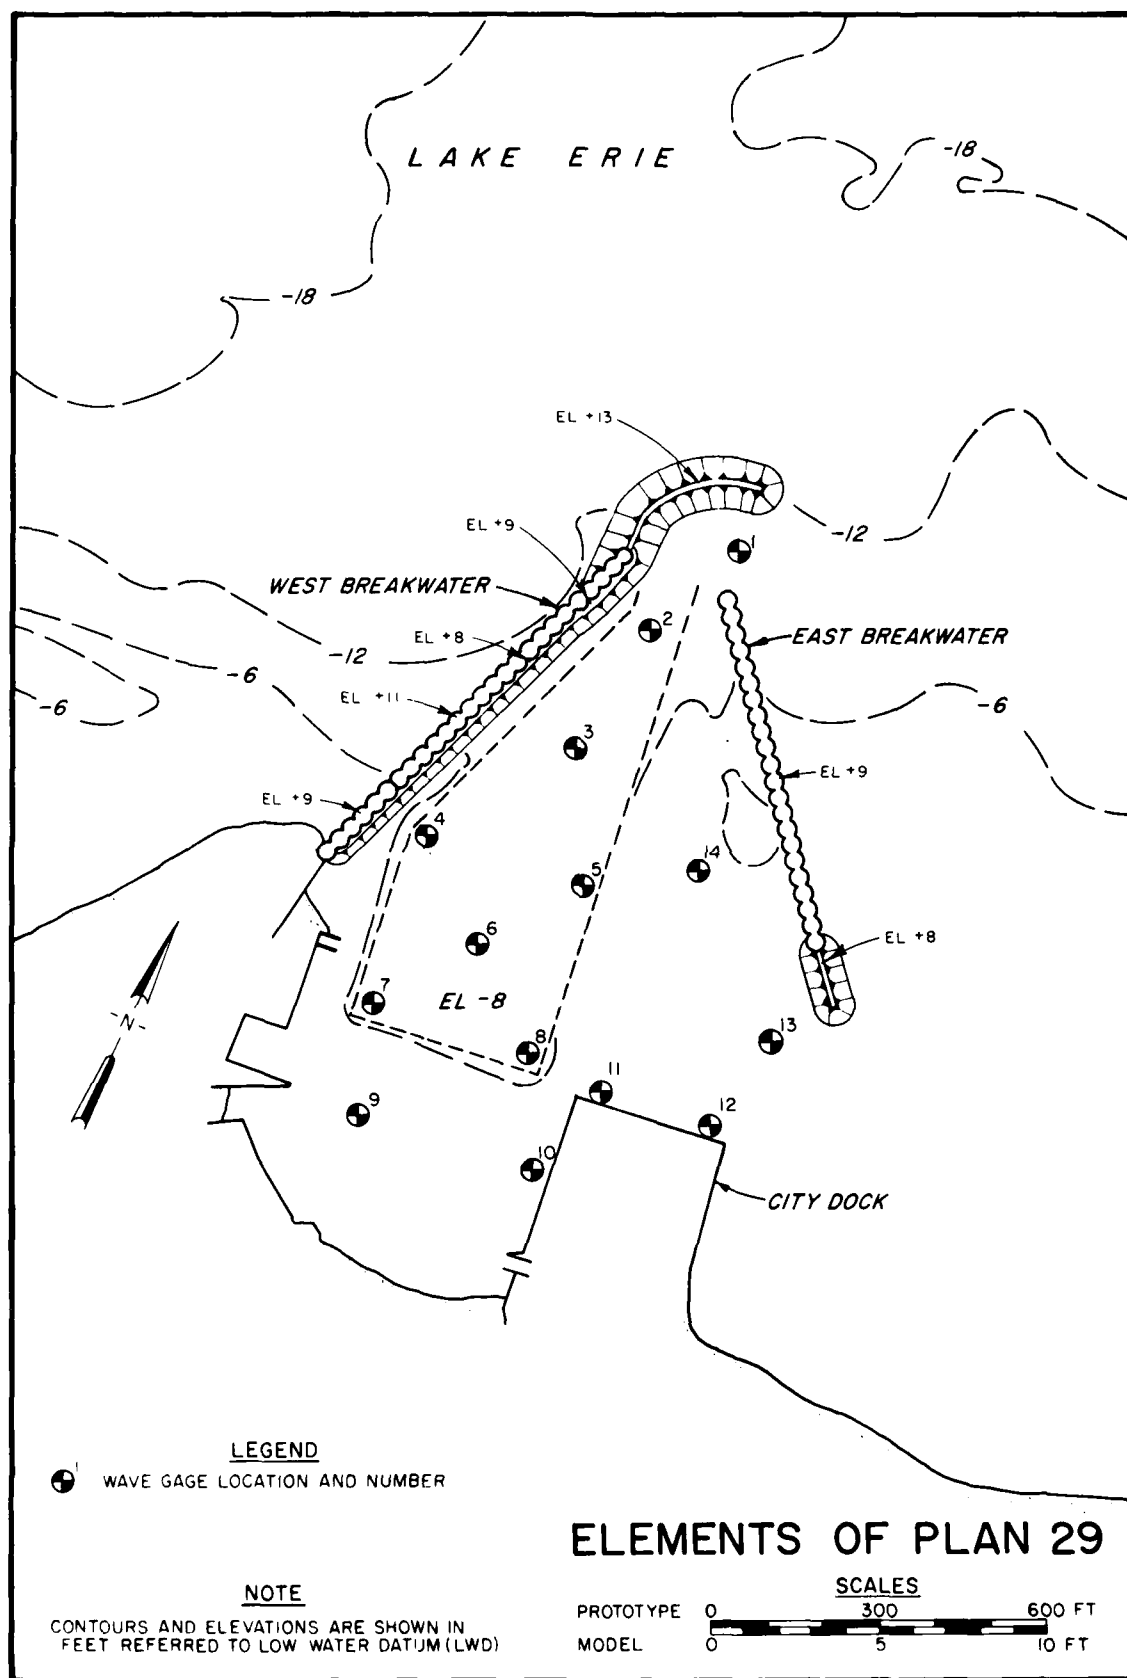 LAKE ERIE
-18
-18
EL +13
EL +9
-12
1
WEST BREAKWATER
2
EAST BREAKWATER
EL +8
-12
-6
EL +11
-6
-6
3
EL +9
EL +9
4
14
5
6
EL +8
7
EL -8
-N-
8
13
11
9
12
10
CITY DOCK
LEGEND
1
WAVE GAGE LOCATION AND NUMBER
ELEMENTS OF PLAN 29
NOTE
CONTOURS AND ELEVATIONS ARE SHOWN IN
FEET REFERRED TO LOW WATER DATUM (LWD)
SCALES
PROTOTYPE 0 300 600 FT
MODEL 0 5 10 FT